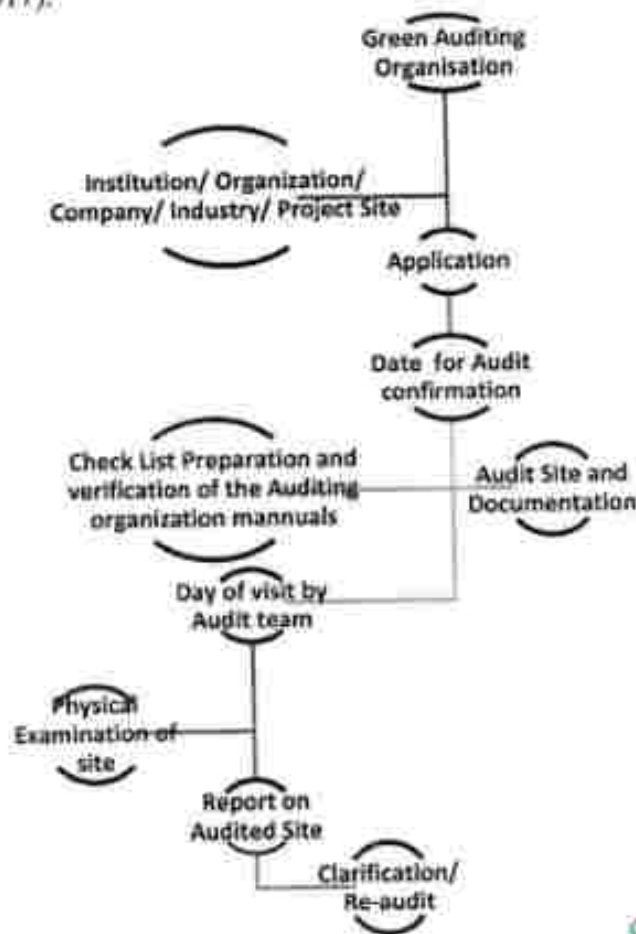 Green Auditing
Organisation
Institution/ Organization/
Company/ Industry/ Project Site
Application
Date for Audit
confirmation
Check List Preparation and
verification of the Auditing
organization mannuals
Audit Site and
Documentation
Day of visit by
Audit team
Physical
Examination of
site
Report on
Audited Site
Clarification/
Re-audit